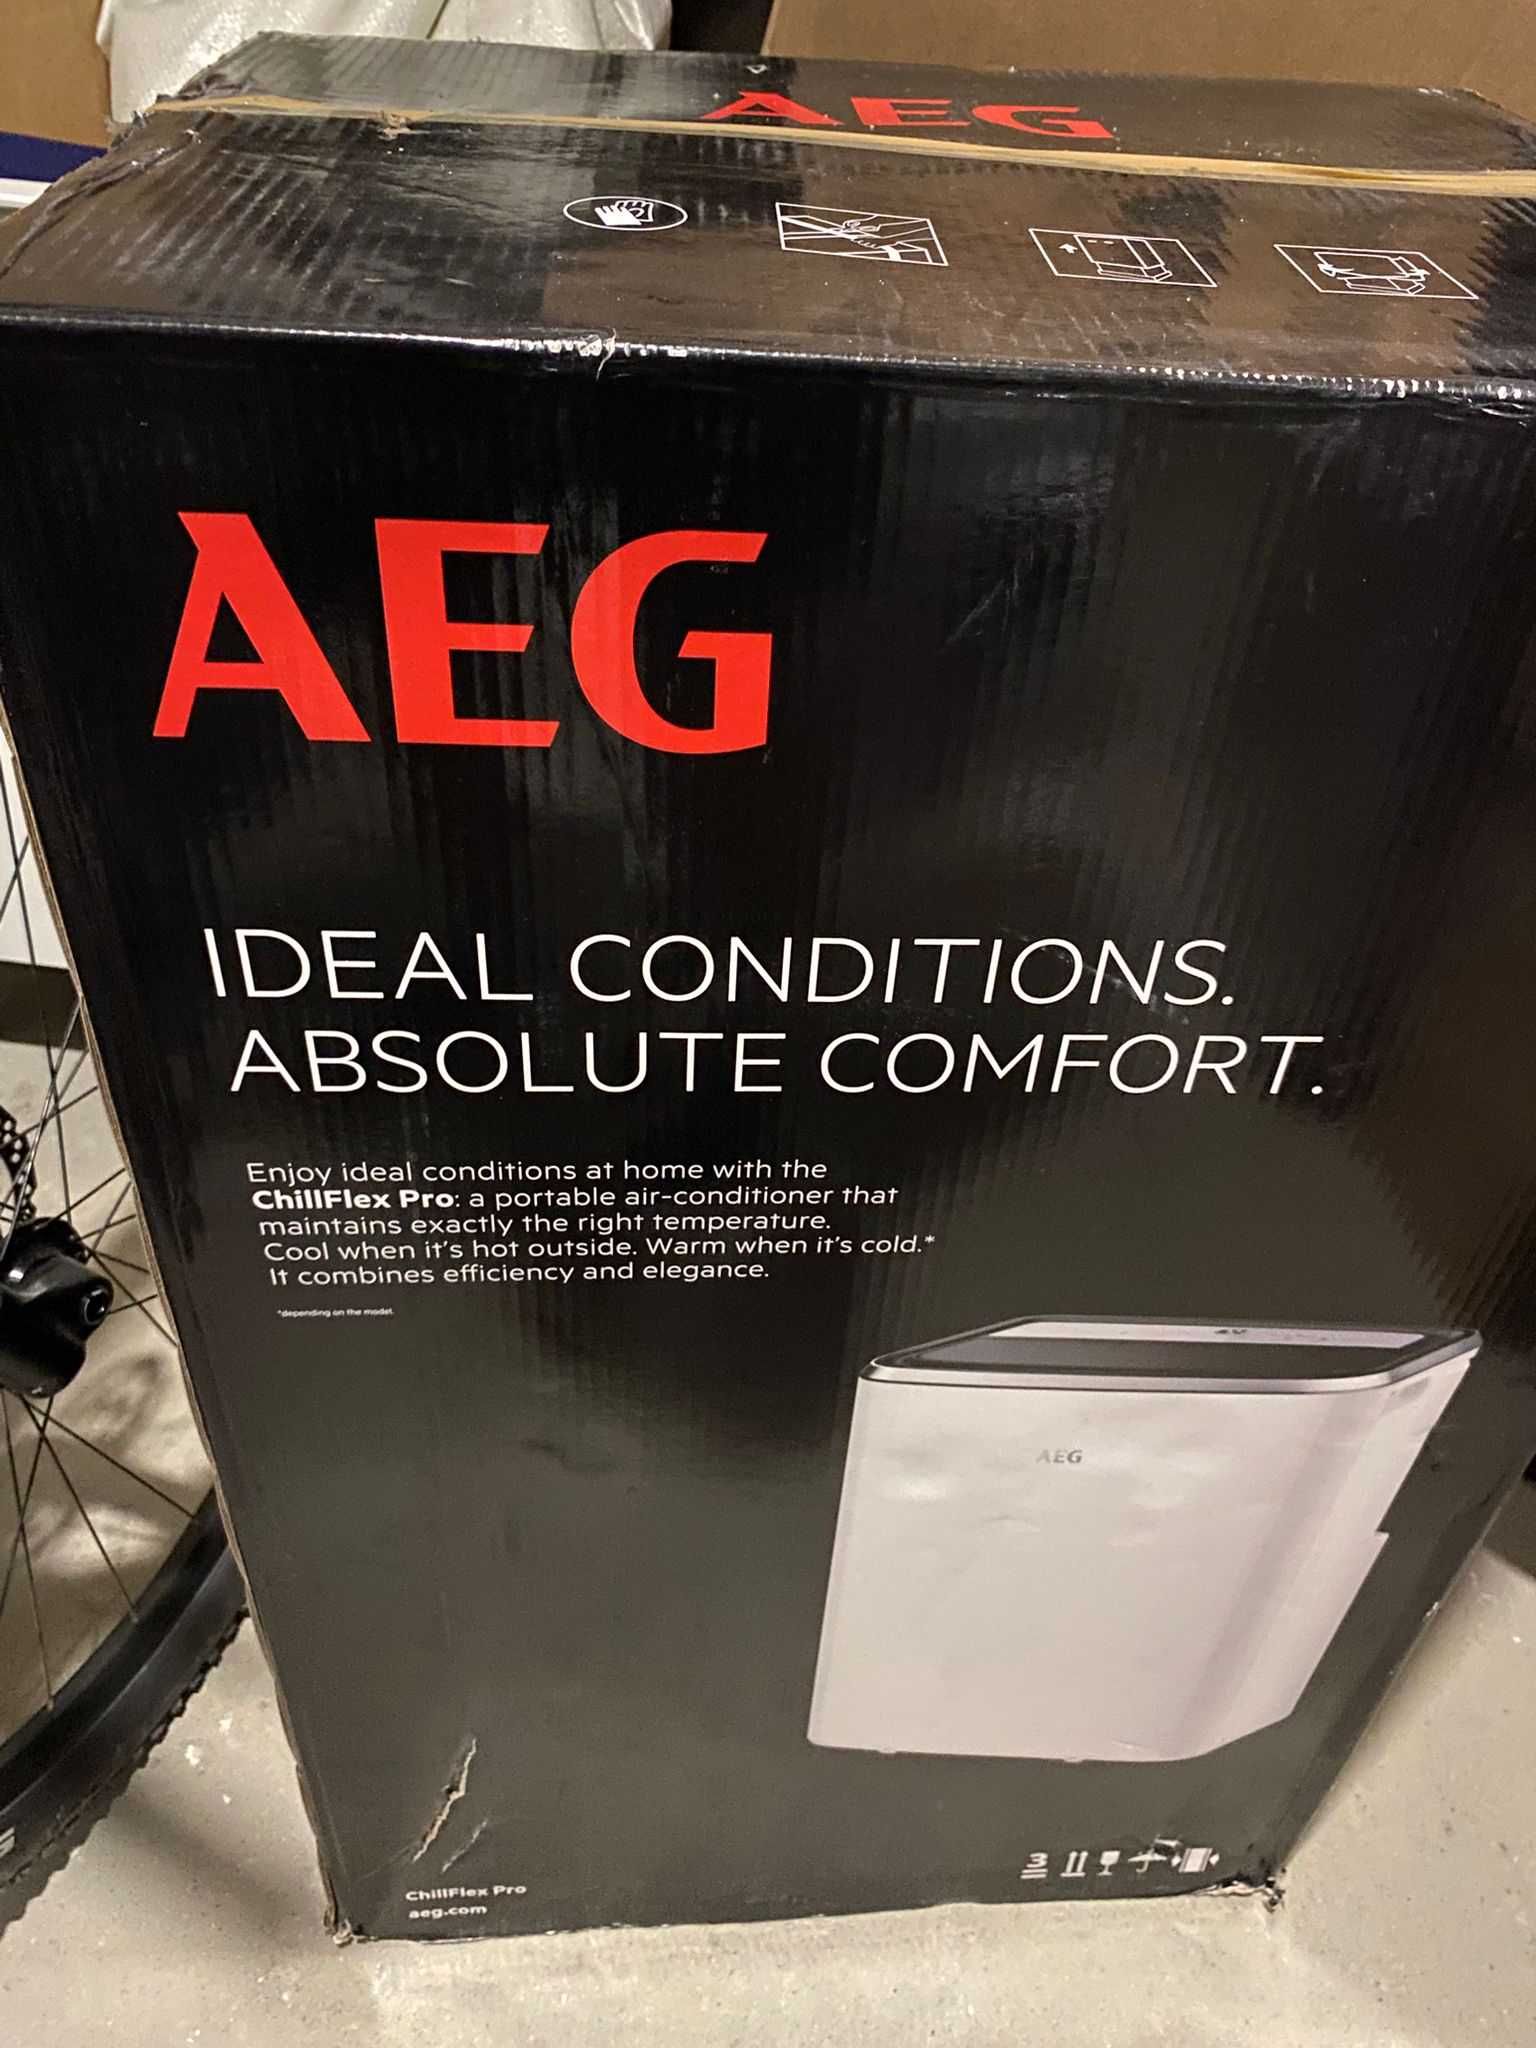 AEG
AEG
IDEAL CONDITIONS.
ABSOLUTE COMFORT.
Enjoy ideal conditions at home with the
ChillFlex Pro: a portable air-conditioner that
maintains exactly the right temperature.
Cool when it's hot outside. Warm when it's cold.*
It combines efficiency and elegance.
*depending on the model.
AEG
3
ChillFlex Pro
aeg.com